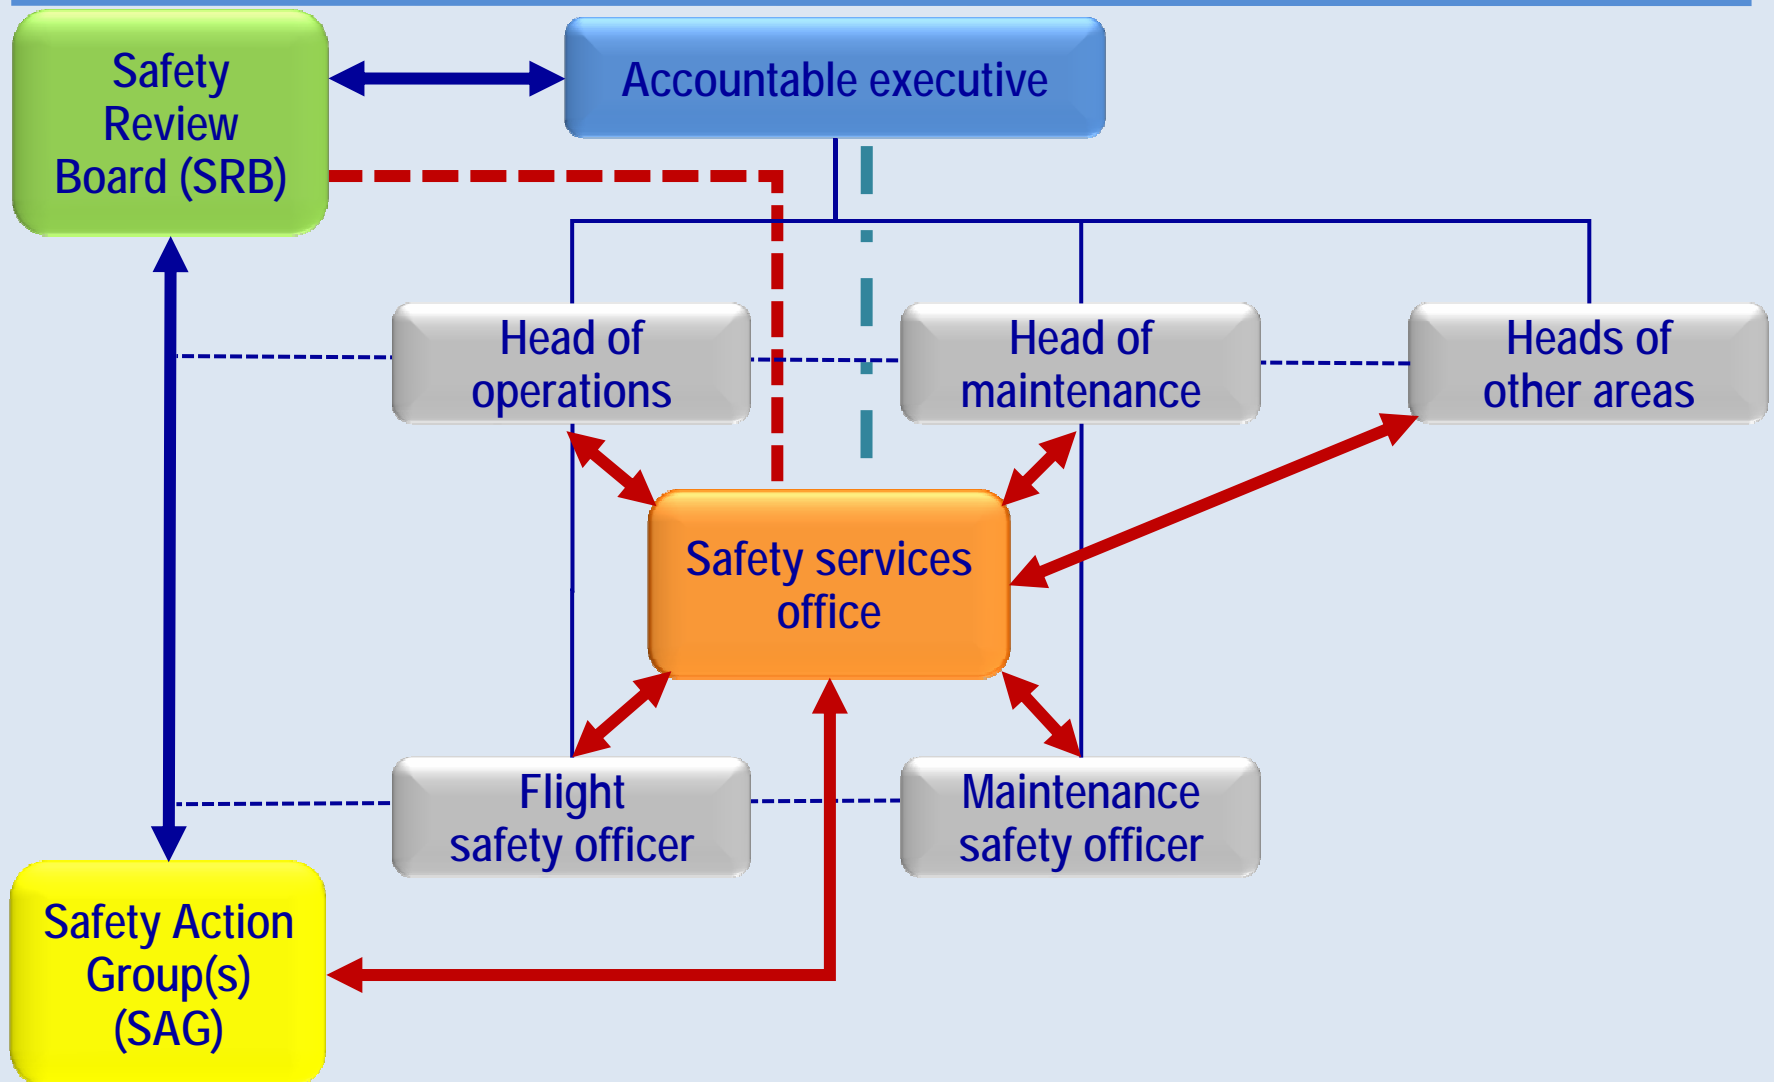 Safety
Review
Board (SRB)
Accountable executive
Head of
operations
Head of
maintenance
Heads of
other areas
Safety services
office
Flight
safety officer
Maintenance
safety officer
Safety Action
Group(s)
(SAG)